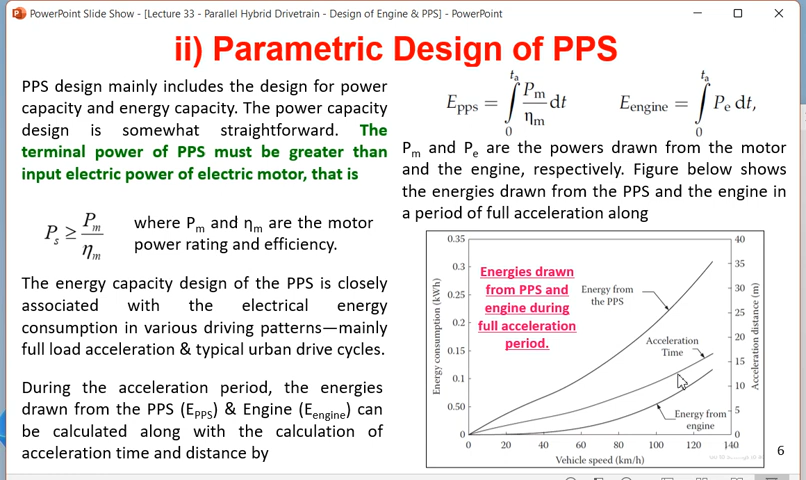 PowerPoint Slide Show - [Lecture 33 - Parallel Hybrid Drivetrain - Design of Engine & PPS] - PowerPoint
ii) Parametric Design of PPS
PPS design mainly includes the design for power
capacity and energy capacity. The power capacity
design is somewhat straightforward. The
terminal power of PPS must be greater than
input electric power of electric motor, that is
P_s ≥ P_m / η_m
where P_m and η_m are the motor
power rating and efficiency.
The energy capacity design of the PPS is closely
associated with the electrical energy
consumption in various driving patterns—mainly
full load acceleration & typical urban drive cycles.
During the acceleration period, the energies
drawn from the PPS (E_PPS) & Engine (E_engine) can
be calculated along with the calculation of
acceleration time and distance by
E_pps = ∫_0^{t_a} P_m / η_m dt
E_engine = ∫_0^{t_a} P_e dt,
P_m and P_e are the powers drawn from the motor
and the engine, respectively. Figure below shows
the energies drawn from the PPS and the engine in
a period of full acceleration along
Energies drawn
from PPS and
engine during
full acceleration
period.
Energy from
the PPS
Acceleration
Time
Energy from
engine
Energy consumption (kWh)
0.35
0.3
0.25
0.2
0.15
0.1
0.50
0
Acceleration distance (m)
40
35
30
25
20
15
10
5
0
0 20 40 60 80 100 120 140
Vehicle speed (km/h)
6